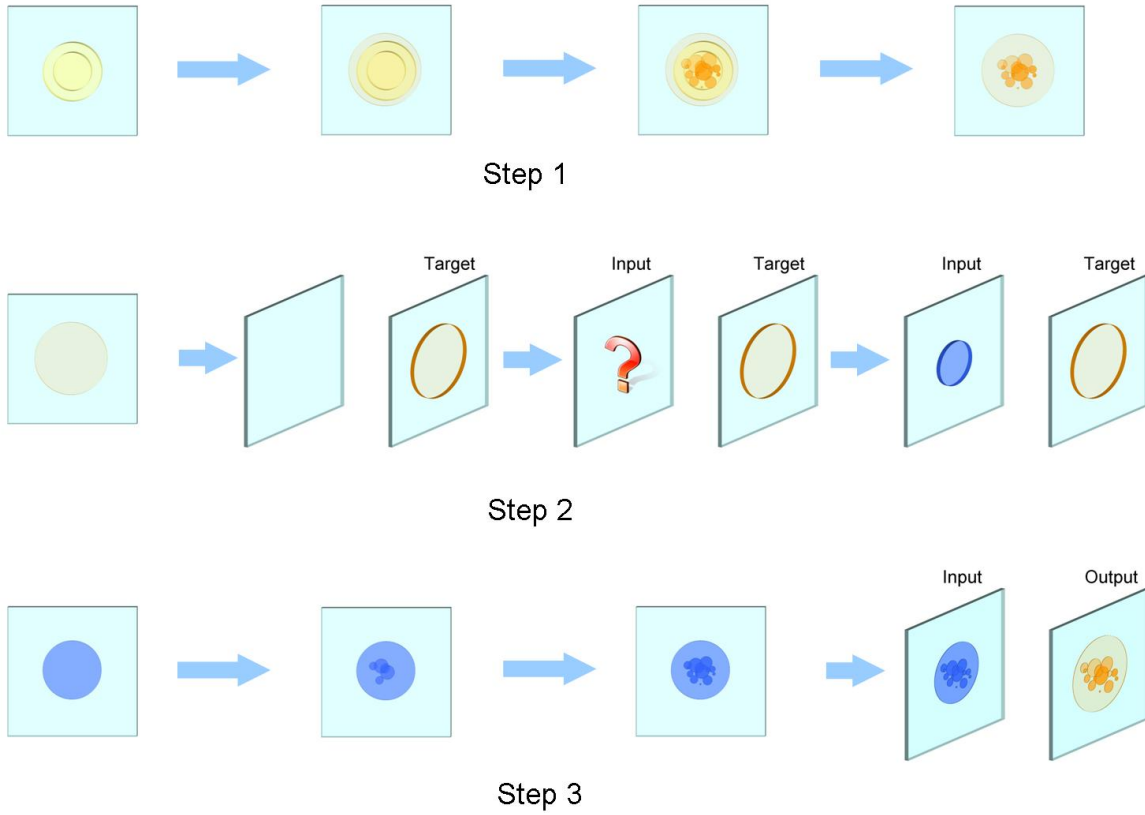 Step 1
Target
Input
Target
Input
Target
?
Step 2
Input
Output
Step 3